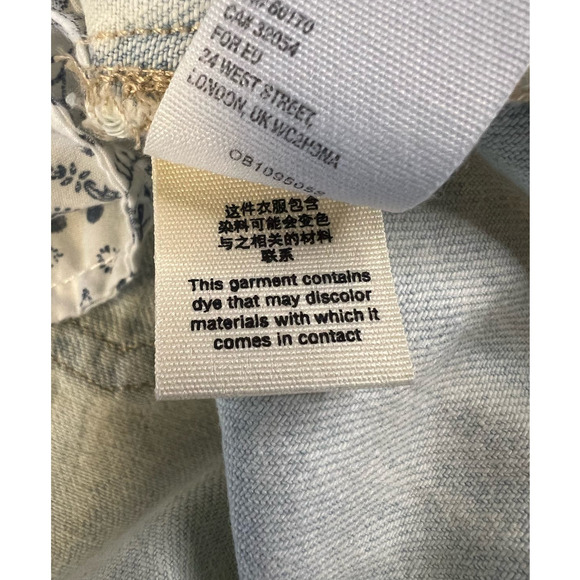 60170
CA# 32054
FOR EU
24 WEST STREET,
LONDON, UK WC2H9NA
这件衣服包含
染料可能会变色
与之相关的材料
联系
This garment contains
dye that may discolor
materials with which it
comes in contact